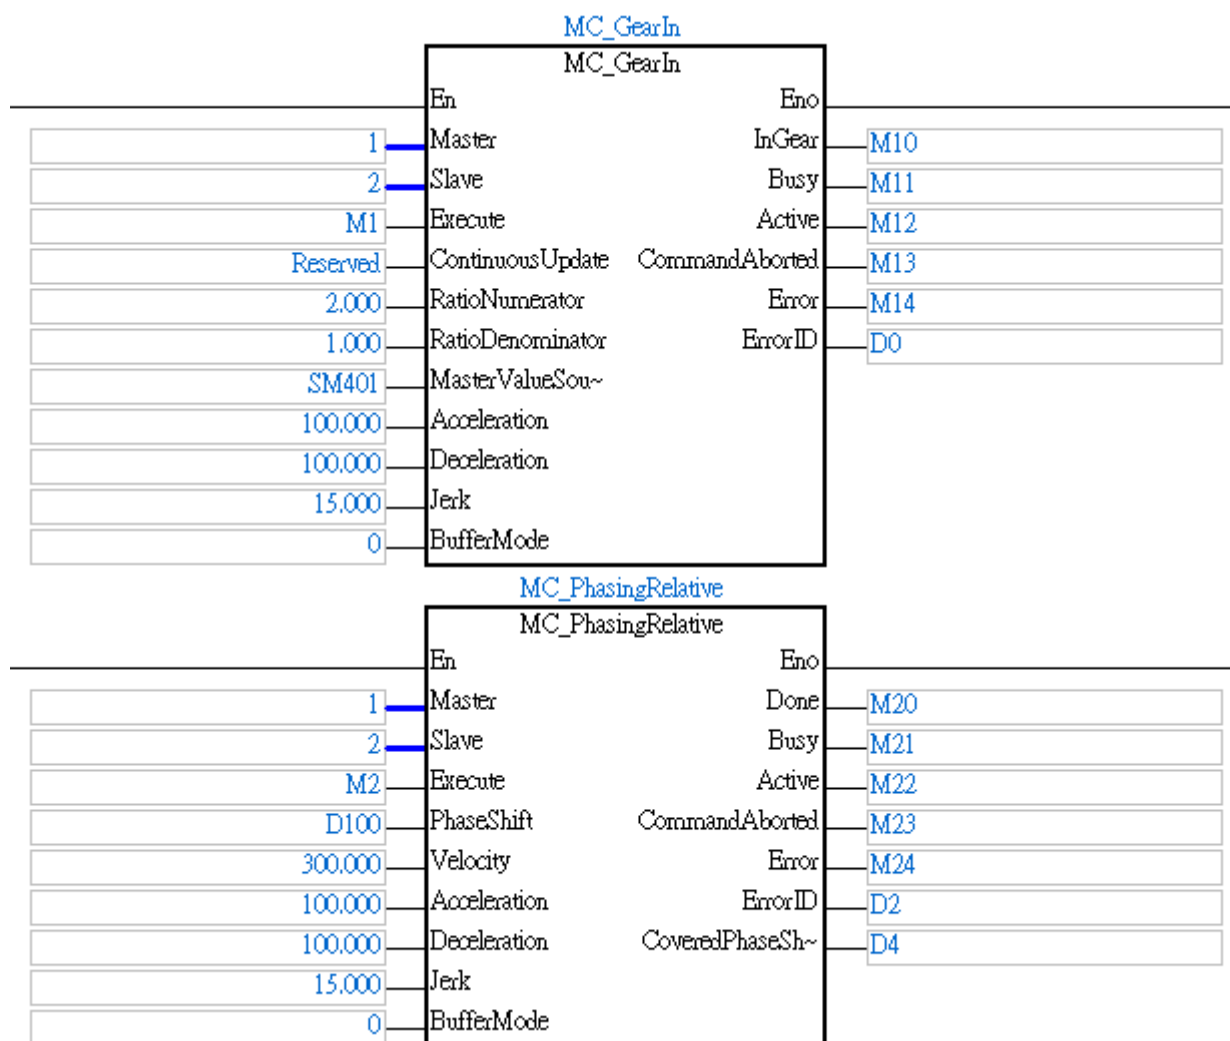 MC_GearIn
MC_GearIn
En Eno
1 Master InGear M10
2 Slave Busy M11
M1 Execute Active M12
Reserved ContinuousUpdate CommandAborted M13
2.000 RatioNumerator Error M14
1.000 RatioDenominator ErrorID D0
SM401 MasterValueSou~
100.000 Acceleration
100.000 Deceleration
15.000 Jerk
0 BufferMode
MC_PhasingRelative
MC_PhasingRelative
En Eno
1 Master Done M20
2 Slave Busy M21
M2 Execute Active M22
D100 PhaseShift CommandAborted M23
300.000 Velocity Error M24
100.000 Acceleration ErrorID D2
100.000 Deceleration CoveredPhaseSh~ D4
15.000 Jerk
0 BufferMode